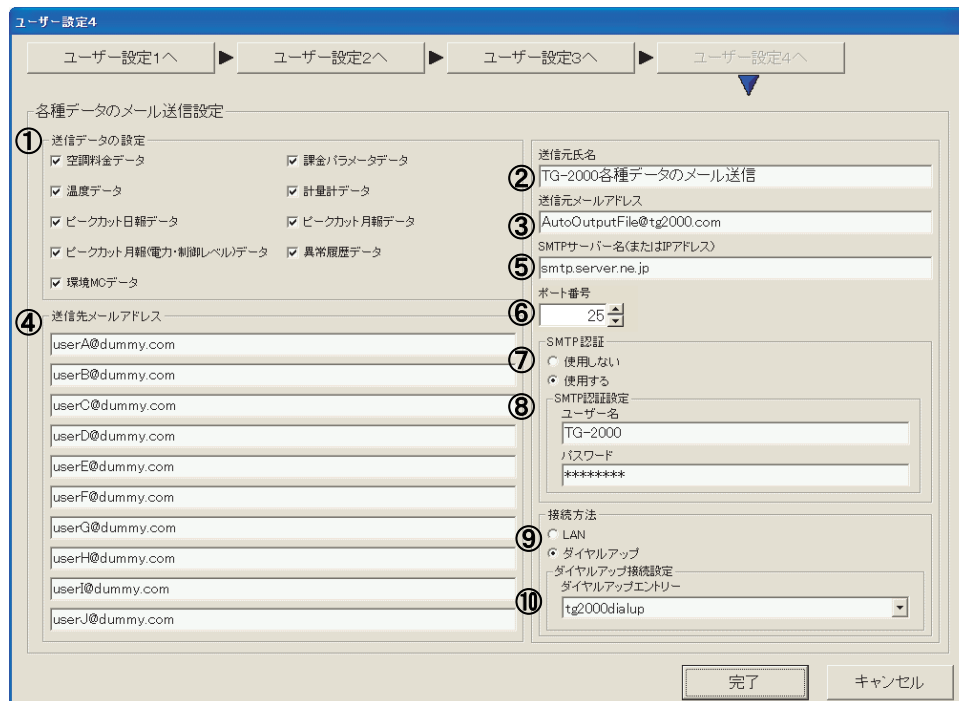 ユーザー設定4
ユーザー設定1へ ▶ ユーザー設定2へ ▶ ユーザー設定3へ ▶ ユーザー設定4へ
各種データのメール送信設定
① 送信データの設定
空調料金データ
課金パラメータデータ
温度データ
計量計データ
ピークカット日報データ
ピークカット月報データ
ピークカット月報(電力・制御レベル)データ
異常履歴データ
環境MCデータ
④ 送信先メールアドレス
userA@dummy.com
userB@dummy.com
userC@dummy.com
userD@dummy.com
userE@dummy.com
userF@dummy.com
userG@dummy.com
userH@dummy.com
userI@dummy.com
userJ@dummy.com
送信元氏名
② TG-2000各種データのメール送信
送信元メールアドレス
③ AutoOutputFile@tg2000.com
SMTPサーバー名(またはIPアドレス)
⑤ smtp.server.ne.jp
ポート番号
⑥ 25
SMTP認証
⑦ 使用しない
使用する
⑧ SMTP認証設定
ユーザー名
TG-2000
パスワード
********
接続方法
⑨ LAN
ダイヤルアップ
ダイヤルアップ接続設定
ダイヤルアップエントリー
⑩ tg2000dialup
完了
キャンセル